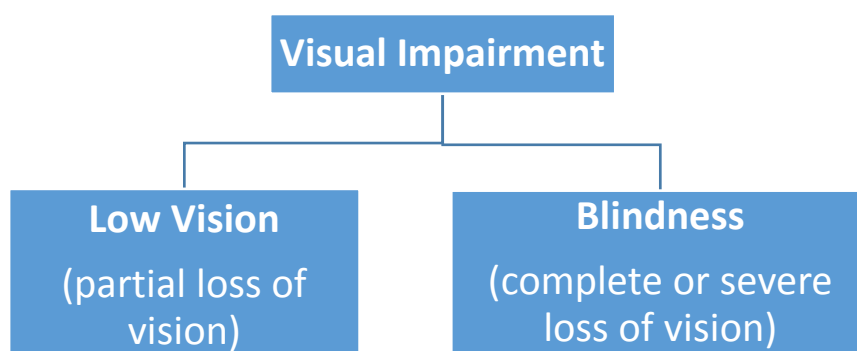 Visual Impairment
Low Vision
(partial loss of
vision)
Blindness
(complete or severe
loss of vision)